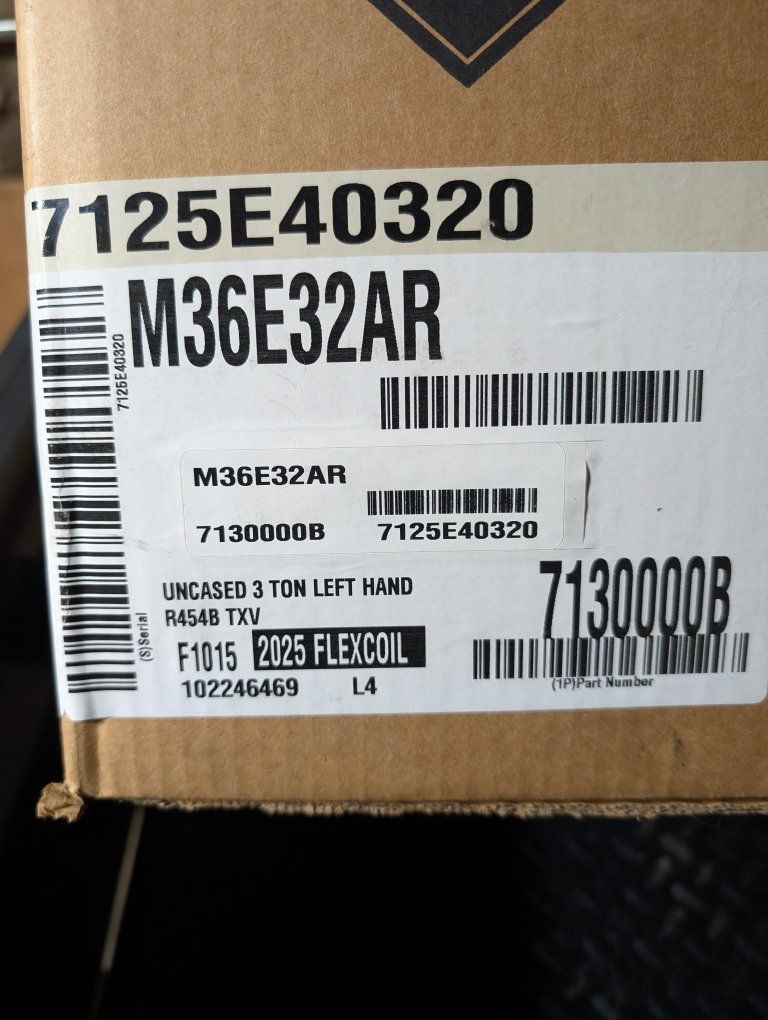 7125E40320
M36E32AR
7125E40320
M36E32AR
7130000B 7125E40320
UNCASED 3 TON LEFT HAND
R454B TXV
7130000B
F1015 2025 FLEXCOIL
102246469 L4
(1P)Part Number
(S)Serial